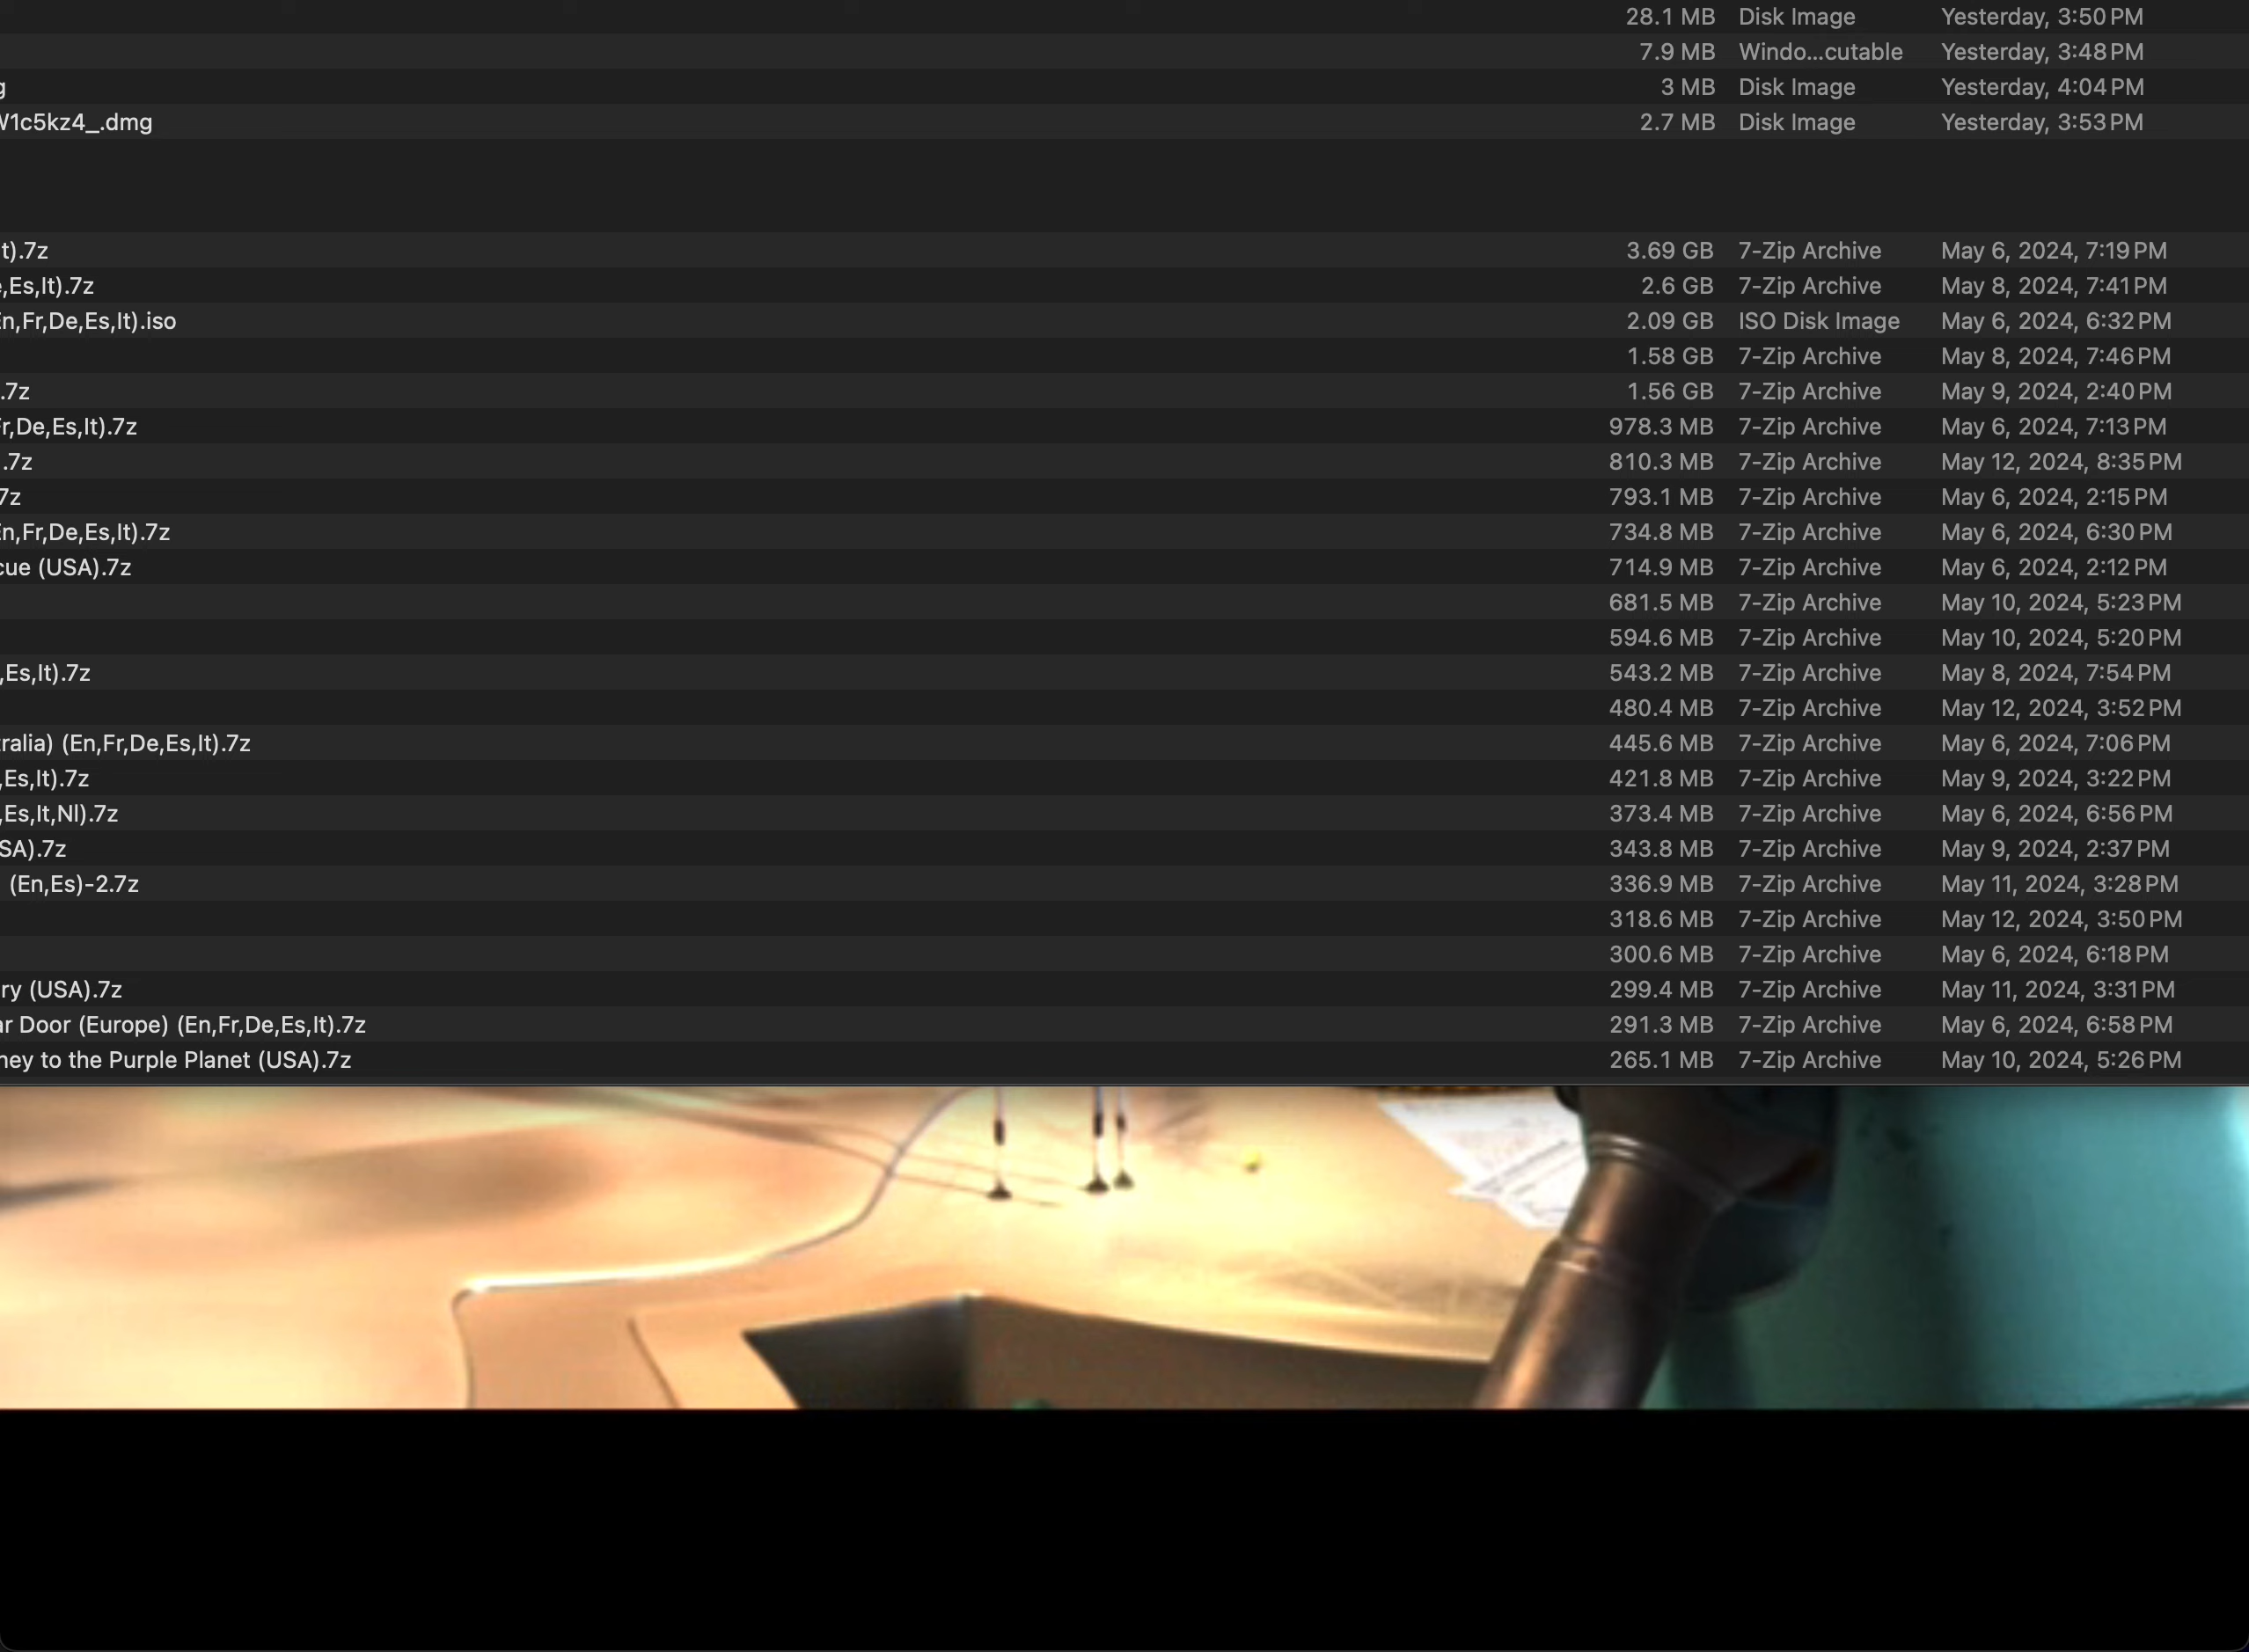 28.1 MB Disk Image Yesterday, 3:50 PM
7.9 MB Windo...cutable Yesterday, 3:48 PM
g 3 MB Disk Image Yesterday, 4:04 PM
W1c5kz4_.dmg 2.7 MB Disk Image Yesterday, 3:53 PM
t).7z 3.69 GB 7-Zip Archive May 6, 2024, 7:19 PM
,Es,It).7z 2.6 GB 7-Zip Archive May 8, 2024, 7:41 PM
En,Fr,De,Es,It).iso 2.09 GB ISO Disk Image May 6, 2024, 6:32 PM
1.58 GB 7-Zip Archive May 8, 2024, 7:46 PM
.7z 1.56 GB 7-Zip Archive May 9, 2024, 2:40 PM
r,De,Es,It).7z 978.3 MB 7-Zip Archive May 6, 2024, 7:13 PM
.7z 810.3 MB 7-Zip Archive May 12, 2024, 8:35 PM
7z 793.1 MB 7-Zip Archive May 6, 2024, 2:15 PM
En,Fr,De,Es,It).7z 734.8 MB 7-Zip Archive May 6, 2024, 6:30 PM
cue (USA).7z 714.9 MB 7-Zip Archive May 6, 2024, 2:12 PM
681.5 MB 7-Zip Archive May 10, 2024, 5:23 PM
594.6 MB 7-Zip Archive May 10, 2024, 5:20 PM
,Es,It).7z 543.2 MB 7-Zip Archive May 8, 2024, 7:54 PM
480.4 MB 7-Zip Archive May 12, 2024, 3:52 PM
tralia) (En,Fr,De,Es,It).7z 445.6 MB 7-Zip Archive May 6, 2024, 7:06 PM
,Es,It).7z 421.8 MB 7-Zip Archive May 9, 2024, 3:22 PM
,Es,It,Nl).7z 373.4 MB 7-Zip Archive May 6, 2024, 6:56 PM
SA).7z 343.8 MB 7-Zip Archive May 9, 2024, 2:37 PM
(En,Es)-2.7z 336.9 MB 7-Zip Archive May 11, 2024, 3:28 PM
318.6 MB 7-Zip Archive May 12, 2024, 3:50 PM
300.6 MB 7-Zip Archive May 6, 2024, 6:18 PM
ry (USA).7z 299.4 MB 7-Zip Archive May 11, 2024, 3:31 PM
ar Door (Europe) (En,Fr,De,Es,It).7z 291.3 MB 7-Zip Archive May 6, 2024, 6:58 PM
ney to the Purple Planet (USA).7z 265.1 MB 7-Zip Archive May 10, 2024, 5:26 PM